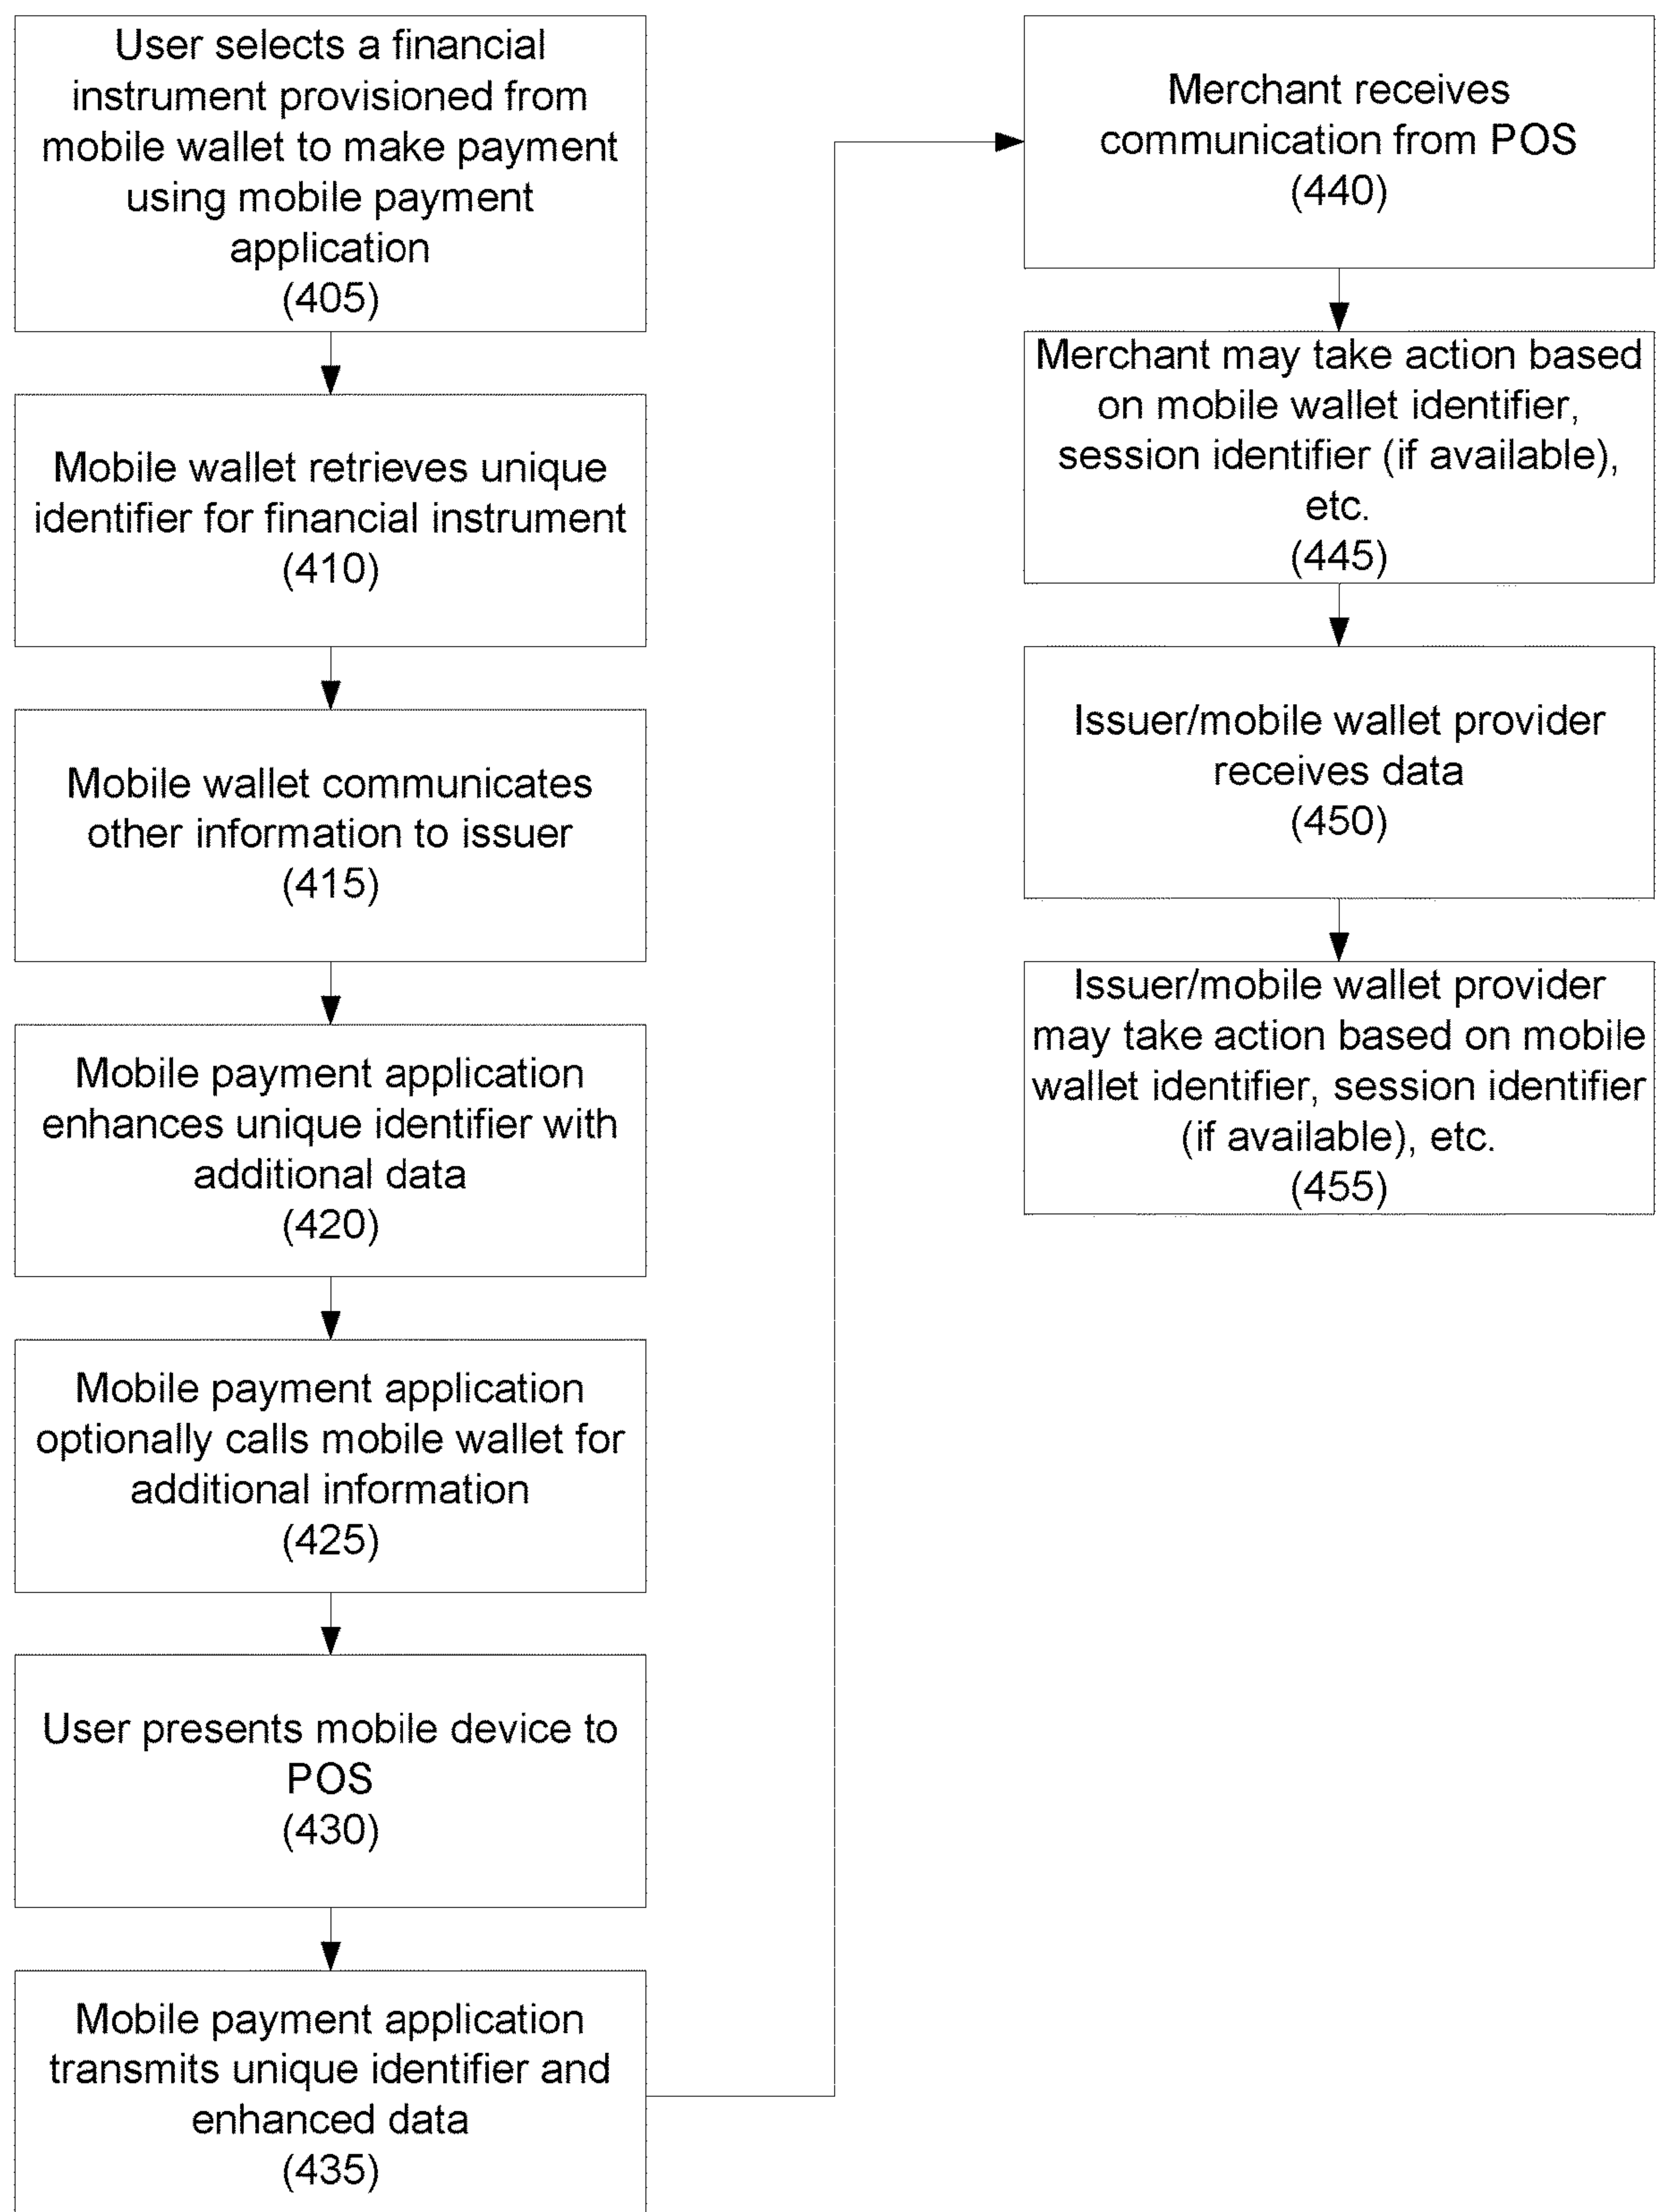 User selects a financial
instrument provisioned from
mobile wallet to make payment
using mobile payment
application
(405)
Mobile wallet retrieves unique
identifier for financial instrument
(410)
Mobile wallet communicates
other information to issuer
(415)
Mobile payment application
enhances unique identifier with
additional data
(420)
Mobile payment application
optionally calls mobile wallet for
additional information
(425)
User presents mobile device to
POS
(430)
Mobile payment application
transmits unique identifier and
enhanced data
(435)
Merchant receives
communication from POS
(440)
Merchant may take action based
on mobile wallet identifier,
session identifier (if available),
etc.
(445)
Issuer/mobile wallet provider
receives data
(450)
Issuer/mobile wallet provider
may take action based on mobile
wallet identifier, session identifier
(if available), etc.
(455)